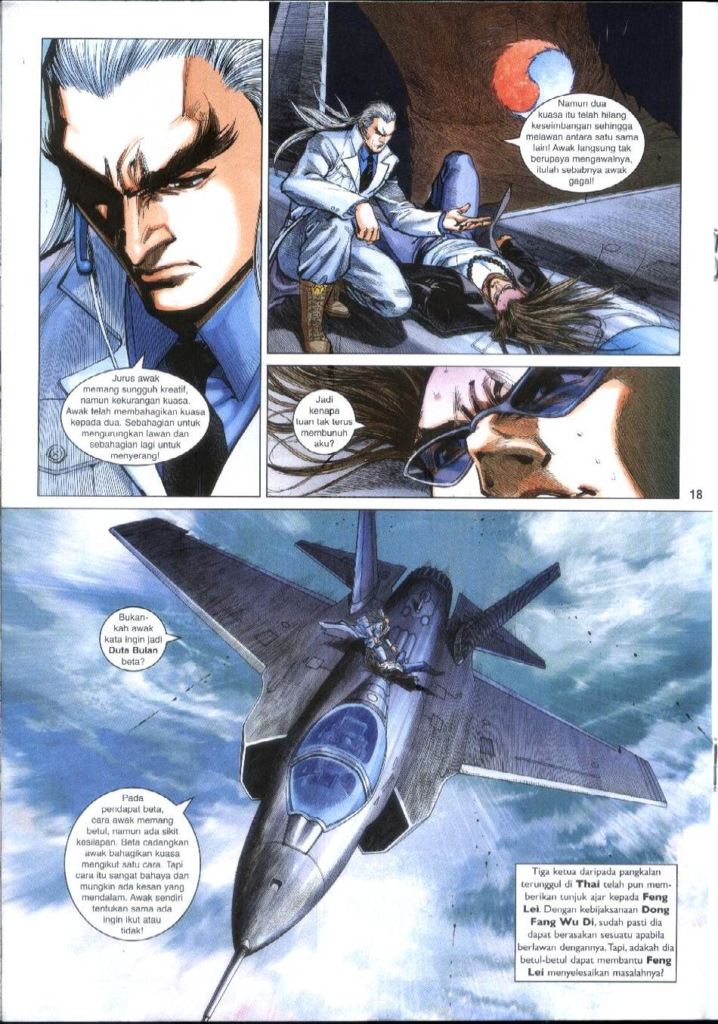 Jurus awak
memang sungguh kreatif,
namun kekurangan kuasa.
Awak telah membahagikan kuasa
kepada dua. Sebahagian untuk
mengurungkan lawan dan
sebahagian lagi untuk
menyerang!
Namun dua
kuasa itu telah hilang
keseimbangan sehingga
melawan antara satu sama
lain! Awak langsung tak
berupaya mengawalnya,
itulah sebabnya awak
gagal!
Jadi
kenapa
tuan tak terus
membunuh
aku?
18
Bukan-
kah awak
kata ingin jadi
Duta Bulan
beta?
Pada
pendapat beta,
cara awak memang
betul, namun ada sikit
kesilapan. Beta cadangkan
awak bahagikan kuasa
mengikut satu cara. Tapi
cara itu sangat bahaya dan
mungkin ada kesan yang
mendalam. Awak sendiri
tentukan sama ada
ingin ikut atau
tidak!
Tiga ketua daripada pangkalan
terunggul di Thai telah pun mem-
berikan tunjuk ajar kepada Feng
Lei. Dengan kebijaksanaan Dong
Fang Wu Di, sudah pasti dia
dapat berasakan sesuatu apabila
berlawan dengannya. Tapi, adakah dia
betul-betul dapat membantu Feng
Lei menyelesaikan masalahnya?